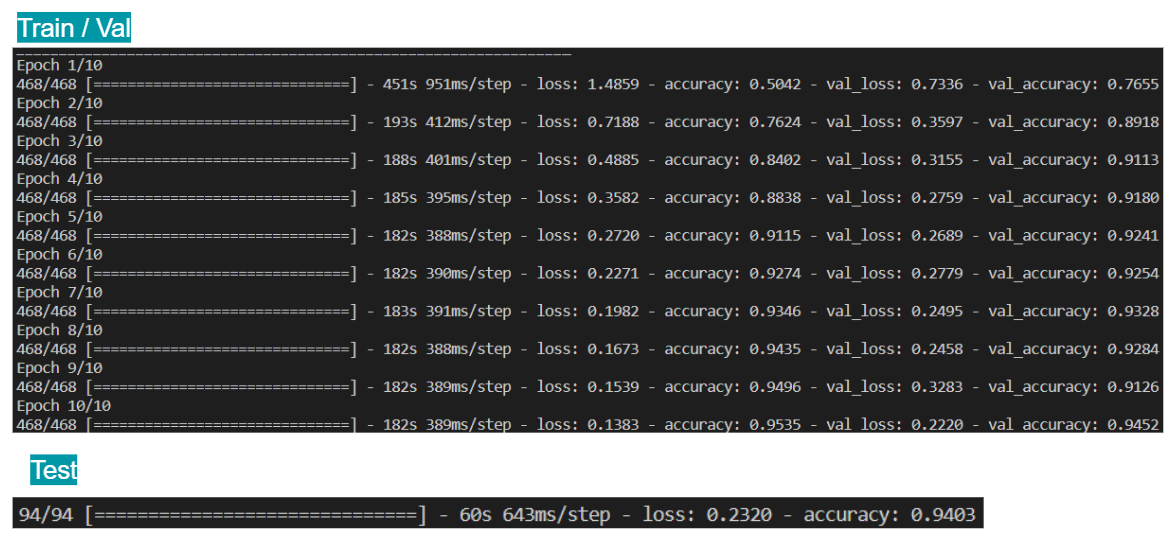 Train / Val
Epoch 1/10
468/468 [==============================] - 451s 951ms/step - loss: 1.4859 - accuracy: 0.5042 - val_loss: 0.7336 - val_accuracy: 0.7655
Epoch 2/10
468/468 [==============================] - 193s 412ms/step - loss: 0.7188 - accuracy: 0.7624 - val_loss: 0.3597 - val_accuracy: 0.8918
Epoch 3/10
468/468 [==============================] - 188s 401ms/step - loss: 0.4885 - accuracy: 0.8402 - val_loss: 0.3155 - val_accuracy: 0.9113
Epoch 4/10
468/468 [==============================] - 185s 395ms/step - loss: 0.3582 - accuracy: 0.8838 - val_loss: 0.2759 - val_accuracy: 0.9180
Epoch 5/10
468/468 [==============================] - 182s 388ms/step - loss: 0.2720 - accuracy: 0.9115 - val_loss: 0.2689 - val_accuracy: 0.9241
Epoch 6/10
468/468 [==============================] - 182s 390ms/step - loss: 0.2271 - accuracy: 0.9274 - val_loss: 0.2779 - val_accuracy: 0.9254
Epoch 7/10
468/468 [==============================] - 183s 391ms/step - loss: 0.1982 - accuracy: 0.9346 - val_loss: 0.2495 - val_accuracy: 0.9328
Epoch 8/10
468/468 [==============================] - 182s 388ms/step - loss: 0.1673 - accuracy: 0.9435 - val_loss: 0.2458 - val_accuracy: 0.9284
Epoch 9/10
468/468 [==============================] - 182s 389ms/step - loss: 0.1539 - accuracy: 0.9496 - val_loss: 0.3283 - val_accuracy: 0.9126
Epoch 10/10
468/468 [==============================] - 182s 389ms/step - loss: 0.1383 - accuracy: 0.9535 - val_loss: 0.2220 - val_accuracy: 0.9452
Test
94/94 [==============================] - 60s 643ms/step - loss: 0.2320 - accuracy: 0.9403